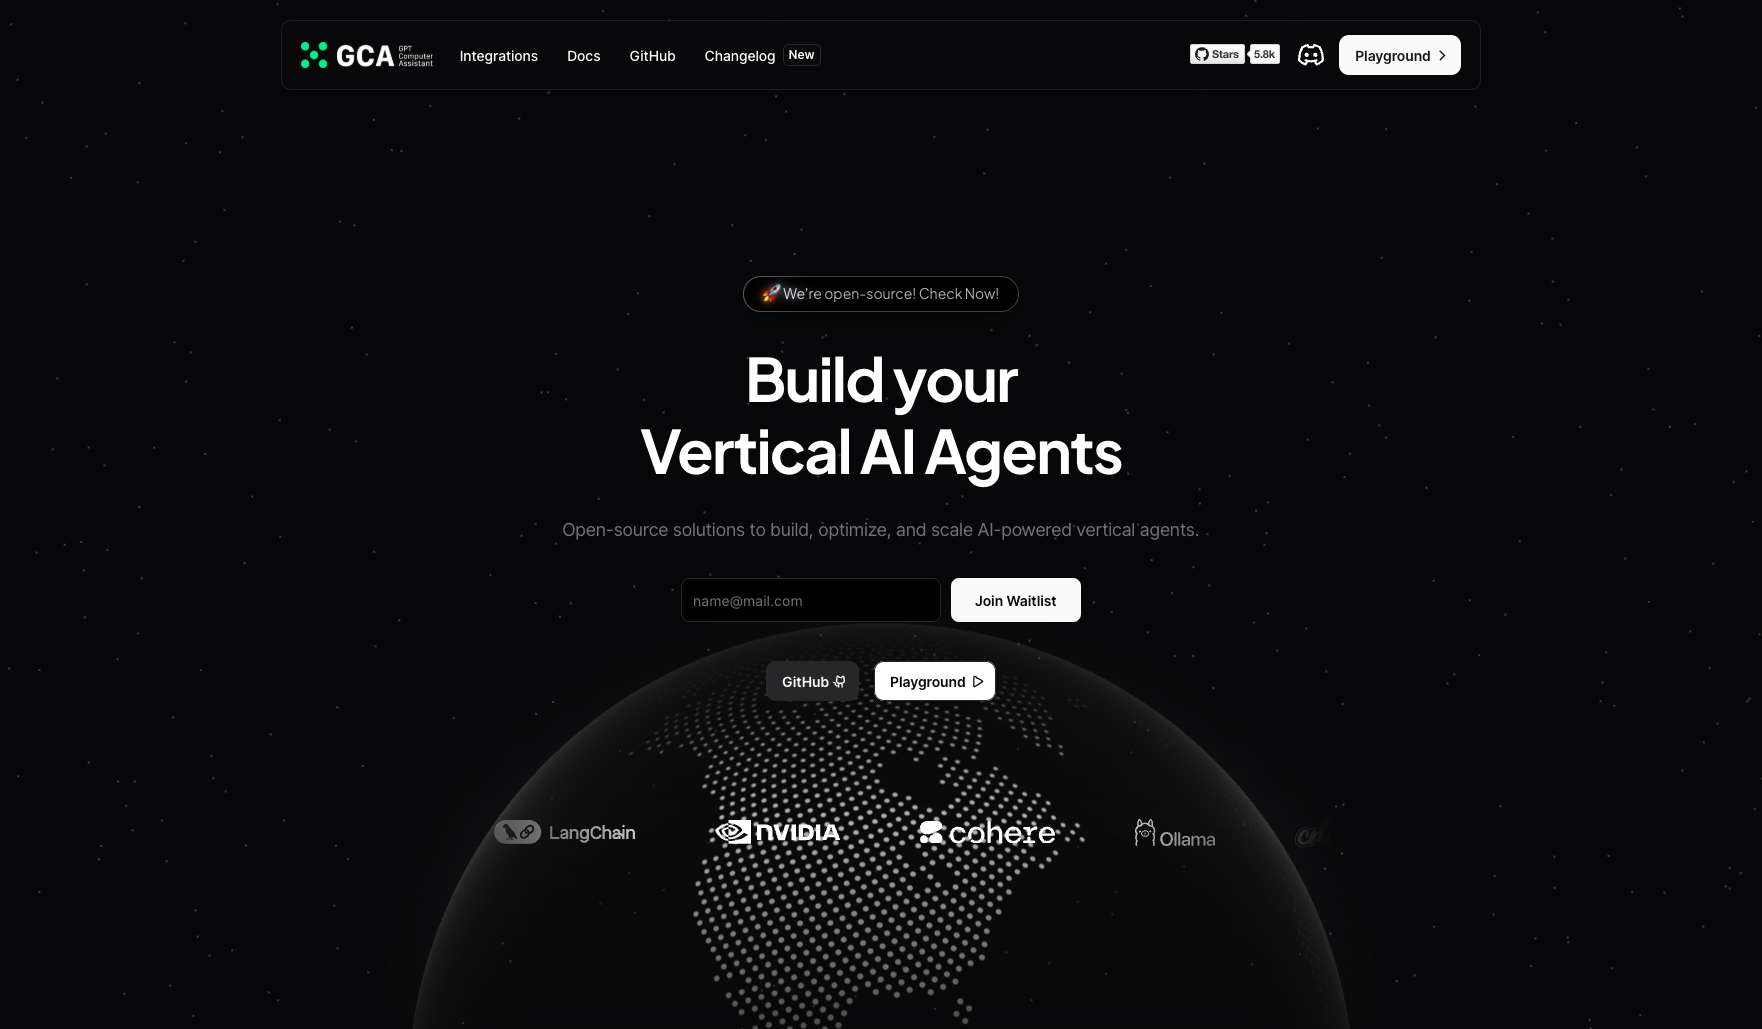 GCA GPT Computer Assistant
Integrations Docs GitHub Changelog New
Stars 5.8k
Playground
🚀We're open-source! Check Now!
Build your
Vertical AI Agents
Open-source solutions to build, optimize, and scale AI-powered vertical agents.
name@mail.com Join Waitlist
GitHub Playground
LangChain NVIDIA cohere Ollama